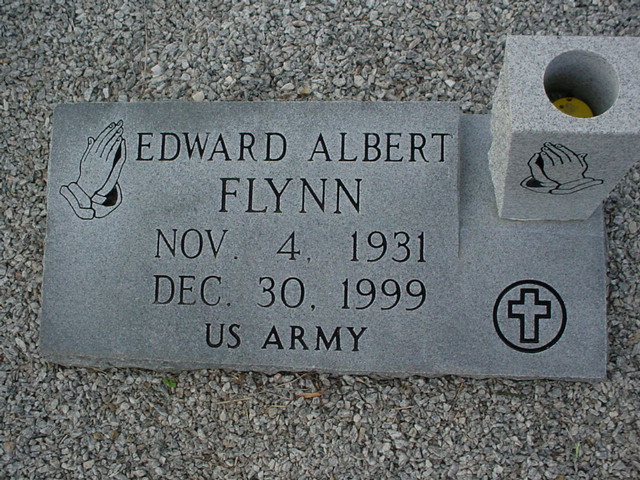 EDWARD ALBERT
FLYNN
NOV. 4, 1931
DEC. 30, 1999
US ARMY